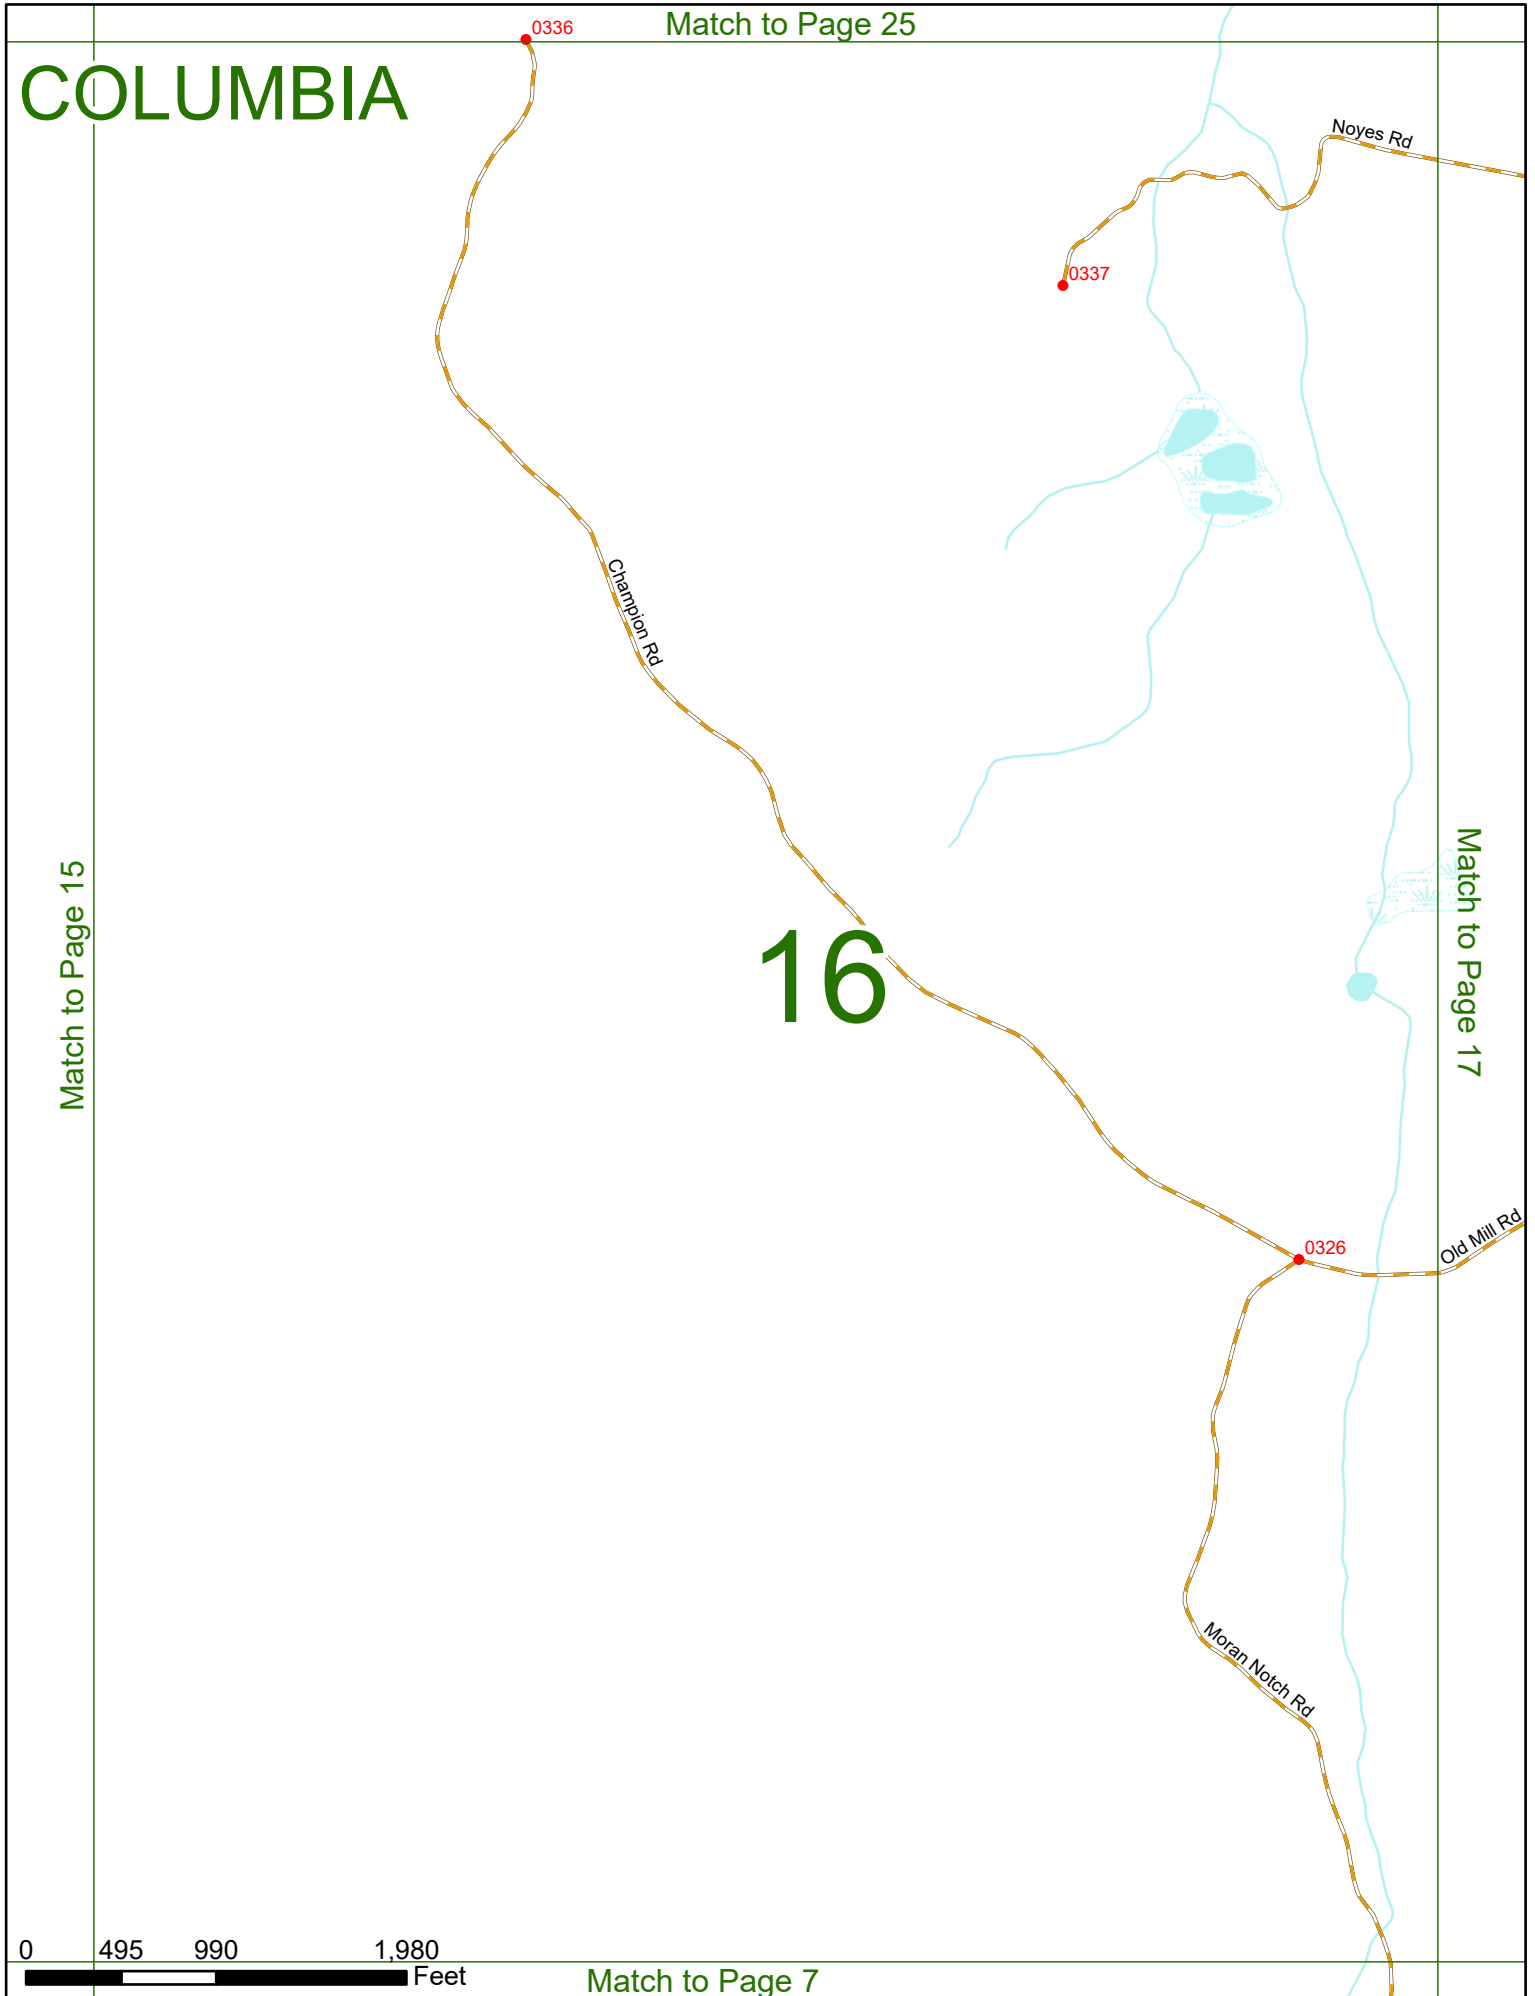 Match to Page 25
0336
COLUMBIA
Noyes Rd
0337
Champion Rd
Match to Page 15
16
Match to Page 17
Old Mill Rd
0326
Moran Notch Rd
0 495 990 1,980
Feet
Match to Page 7